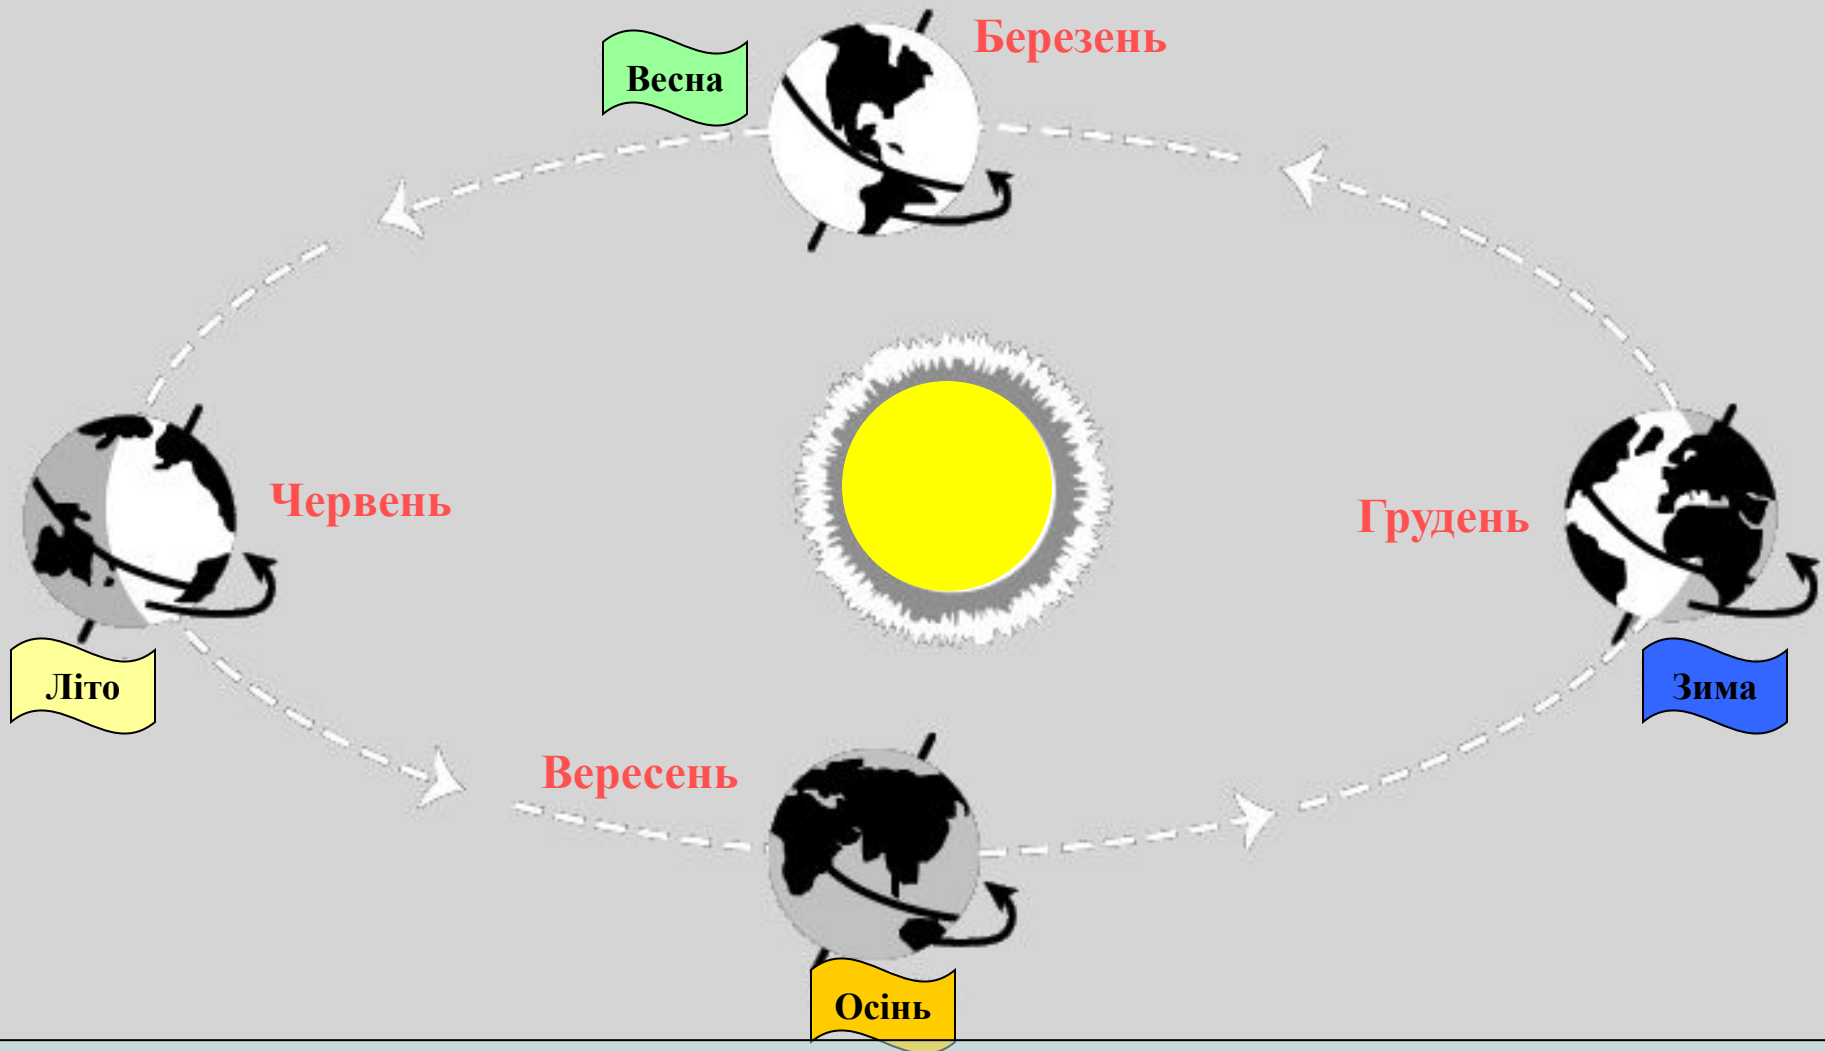 Березень
Весна
Червень
Грудень
Літо
Зима
Вересень
Осінь